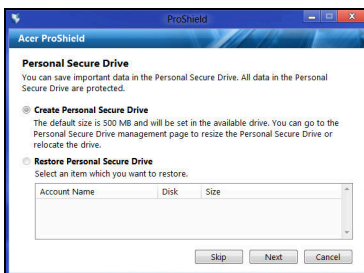 ProShield
Acer ProShield
Personal Secure Drive
You can save important data in the Personal Secure Drive. All data in the Personal
Secure Drive are protected.
Create Personal Secure Drive
The default size is 500 MB and will be set in the available drive. You can go to the
Personal Secure Drive management page to resize the Personal Secure Drive or
relocate the drive.
Restore Personal Secure Drive
Select an item which you want to restore.
Account Name Disk Size
Skip Next Cancel